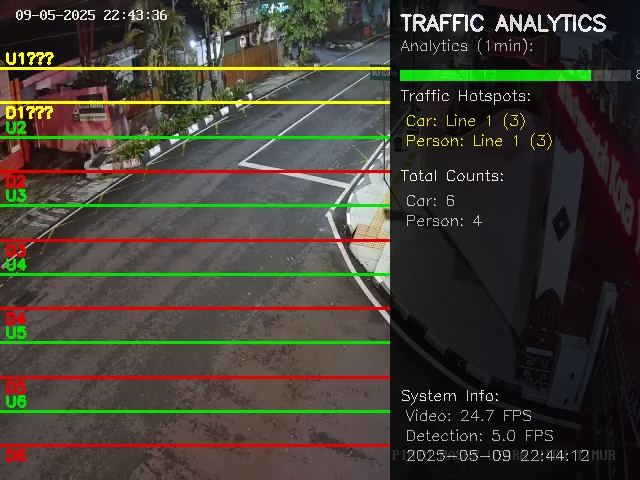 09-05-2025 22:43:36
TRAFFIC ANALYTICS
Analytics (1min):
U1???
8
Traffic Hotspots:
D1???
Car: Line 1 (3)
U2
Person: Line 1 (3)
D2
Total Counts:
U3
Car: 6
Person: 4
D3
U4
D4
U5
D5
System Info:
U6
Video: 24.7 FPS
Detection: 5.0 FPS
D6
2025-05-09 22:44:12